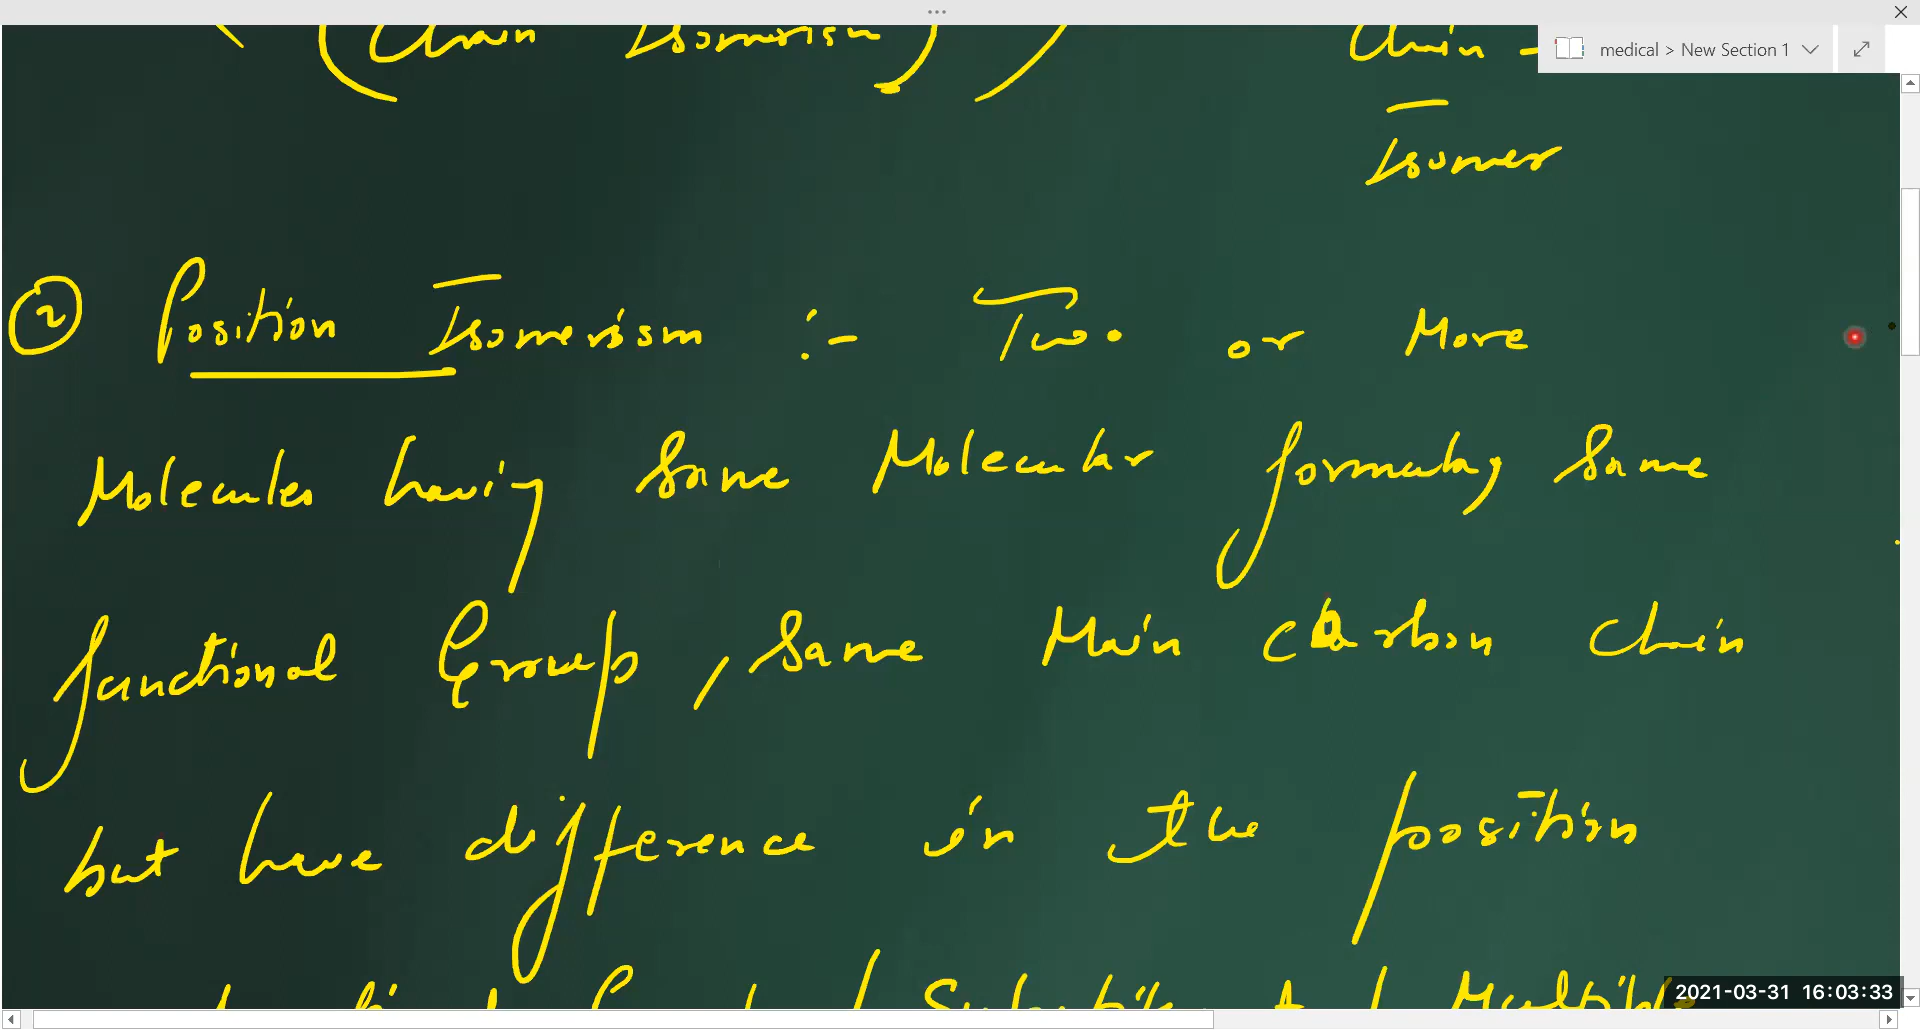 medical > New Section 1
(Chain Isomerism) Chain -
Isomer
② Position Isomerism :- Two or More
Molecules having Same Molecular formula, Same
functional Group, Same Main Carbon Chain
but have difference in the position
2021-03-31 16:03:33